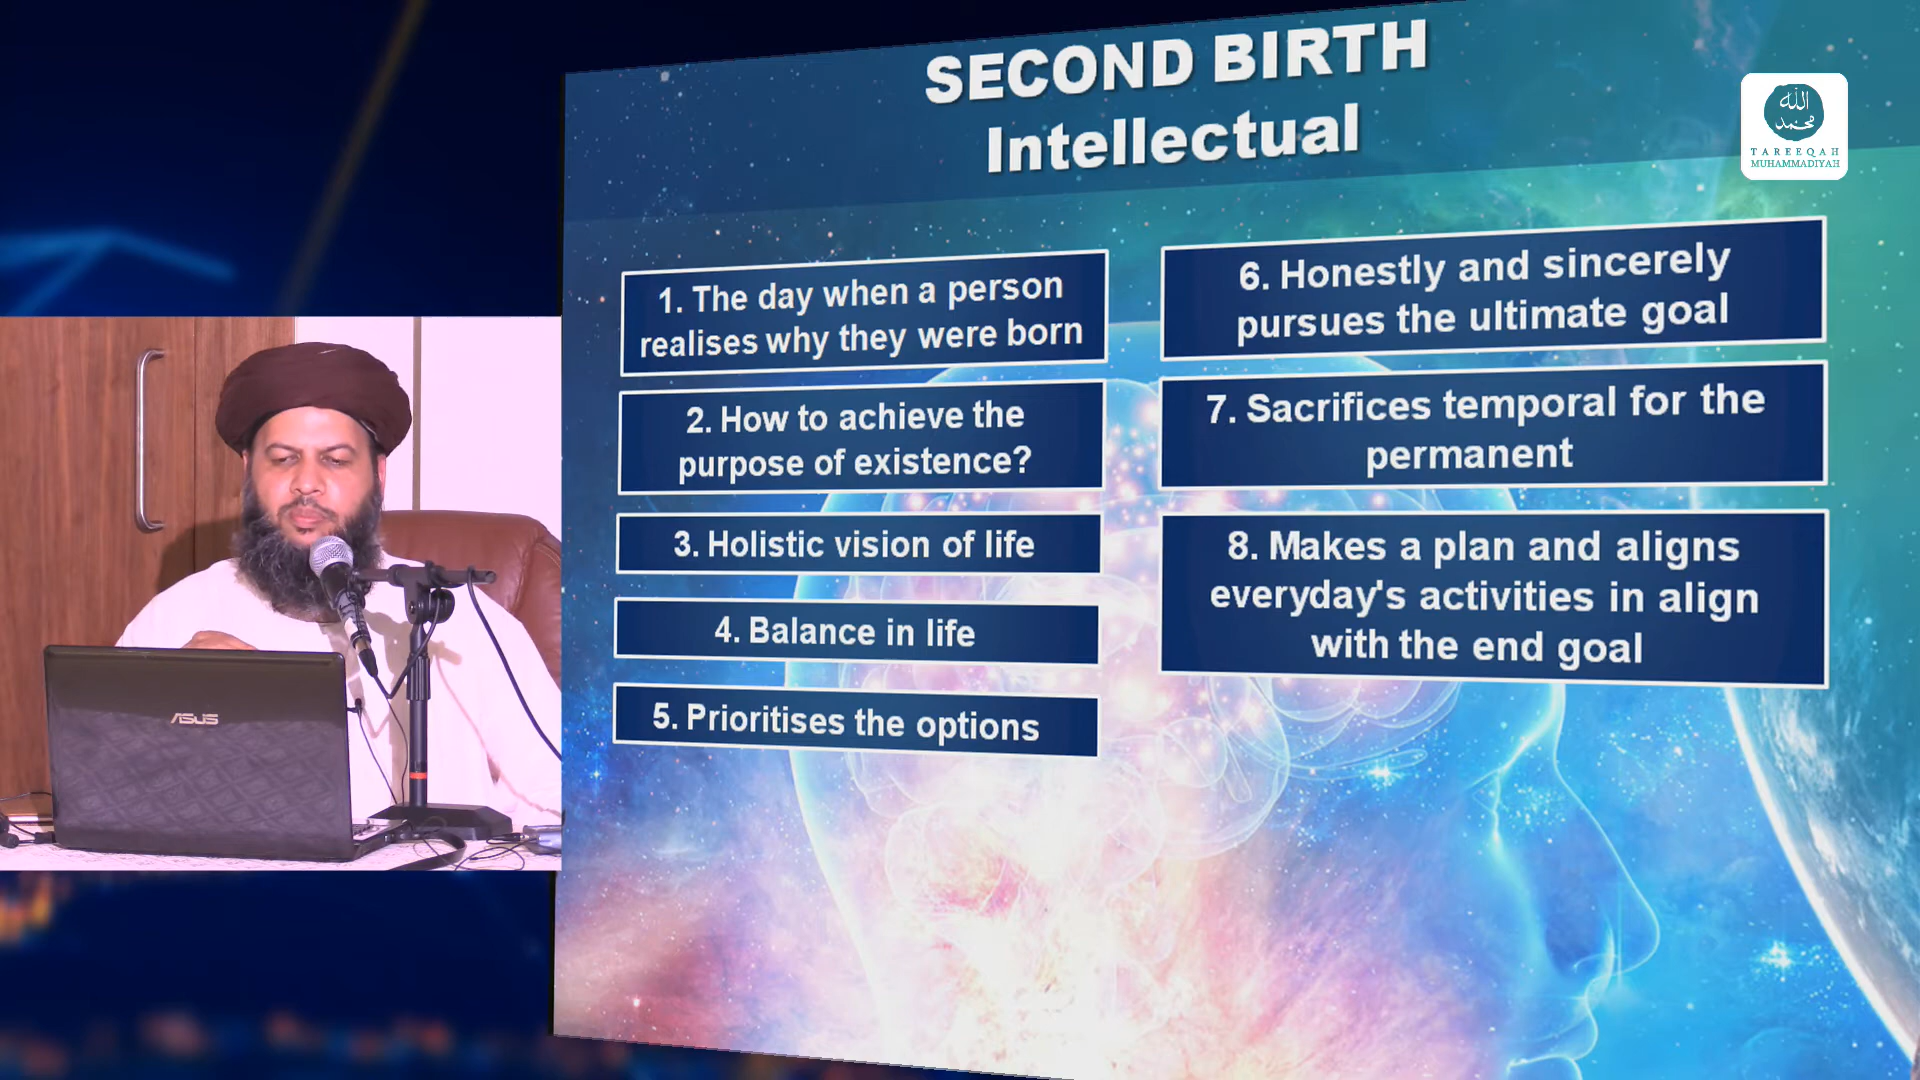 SECOND BIRTH
Intellectual
1. The day when a person
realises why they were born
2. How to achieve the
purpose of existence?
3. Holistic vision of life
4. Balance in life
5. Prioritises the options
6. Honestly and sincerely
pursues the ultimate goal
7. Sacrifices temporal for the
permanent
8. Makes a plan and aligns
everyday's activities in align
with the end goal
الله
محمد
TAREEQAH
MUHAMMADIYAH
ASUS